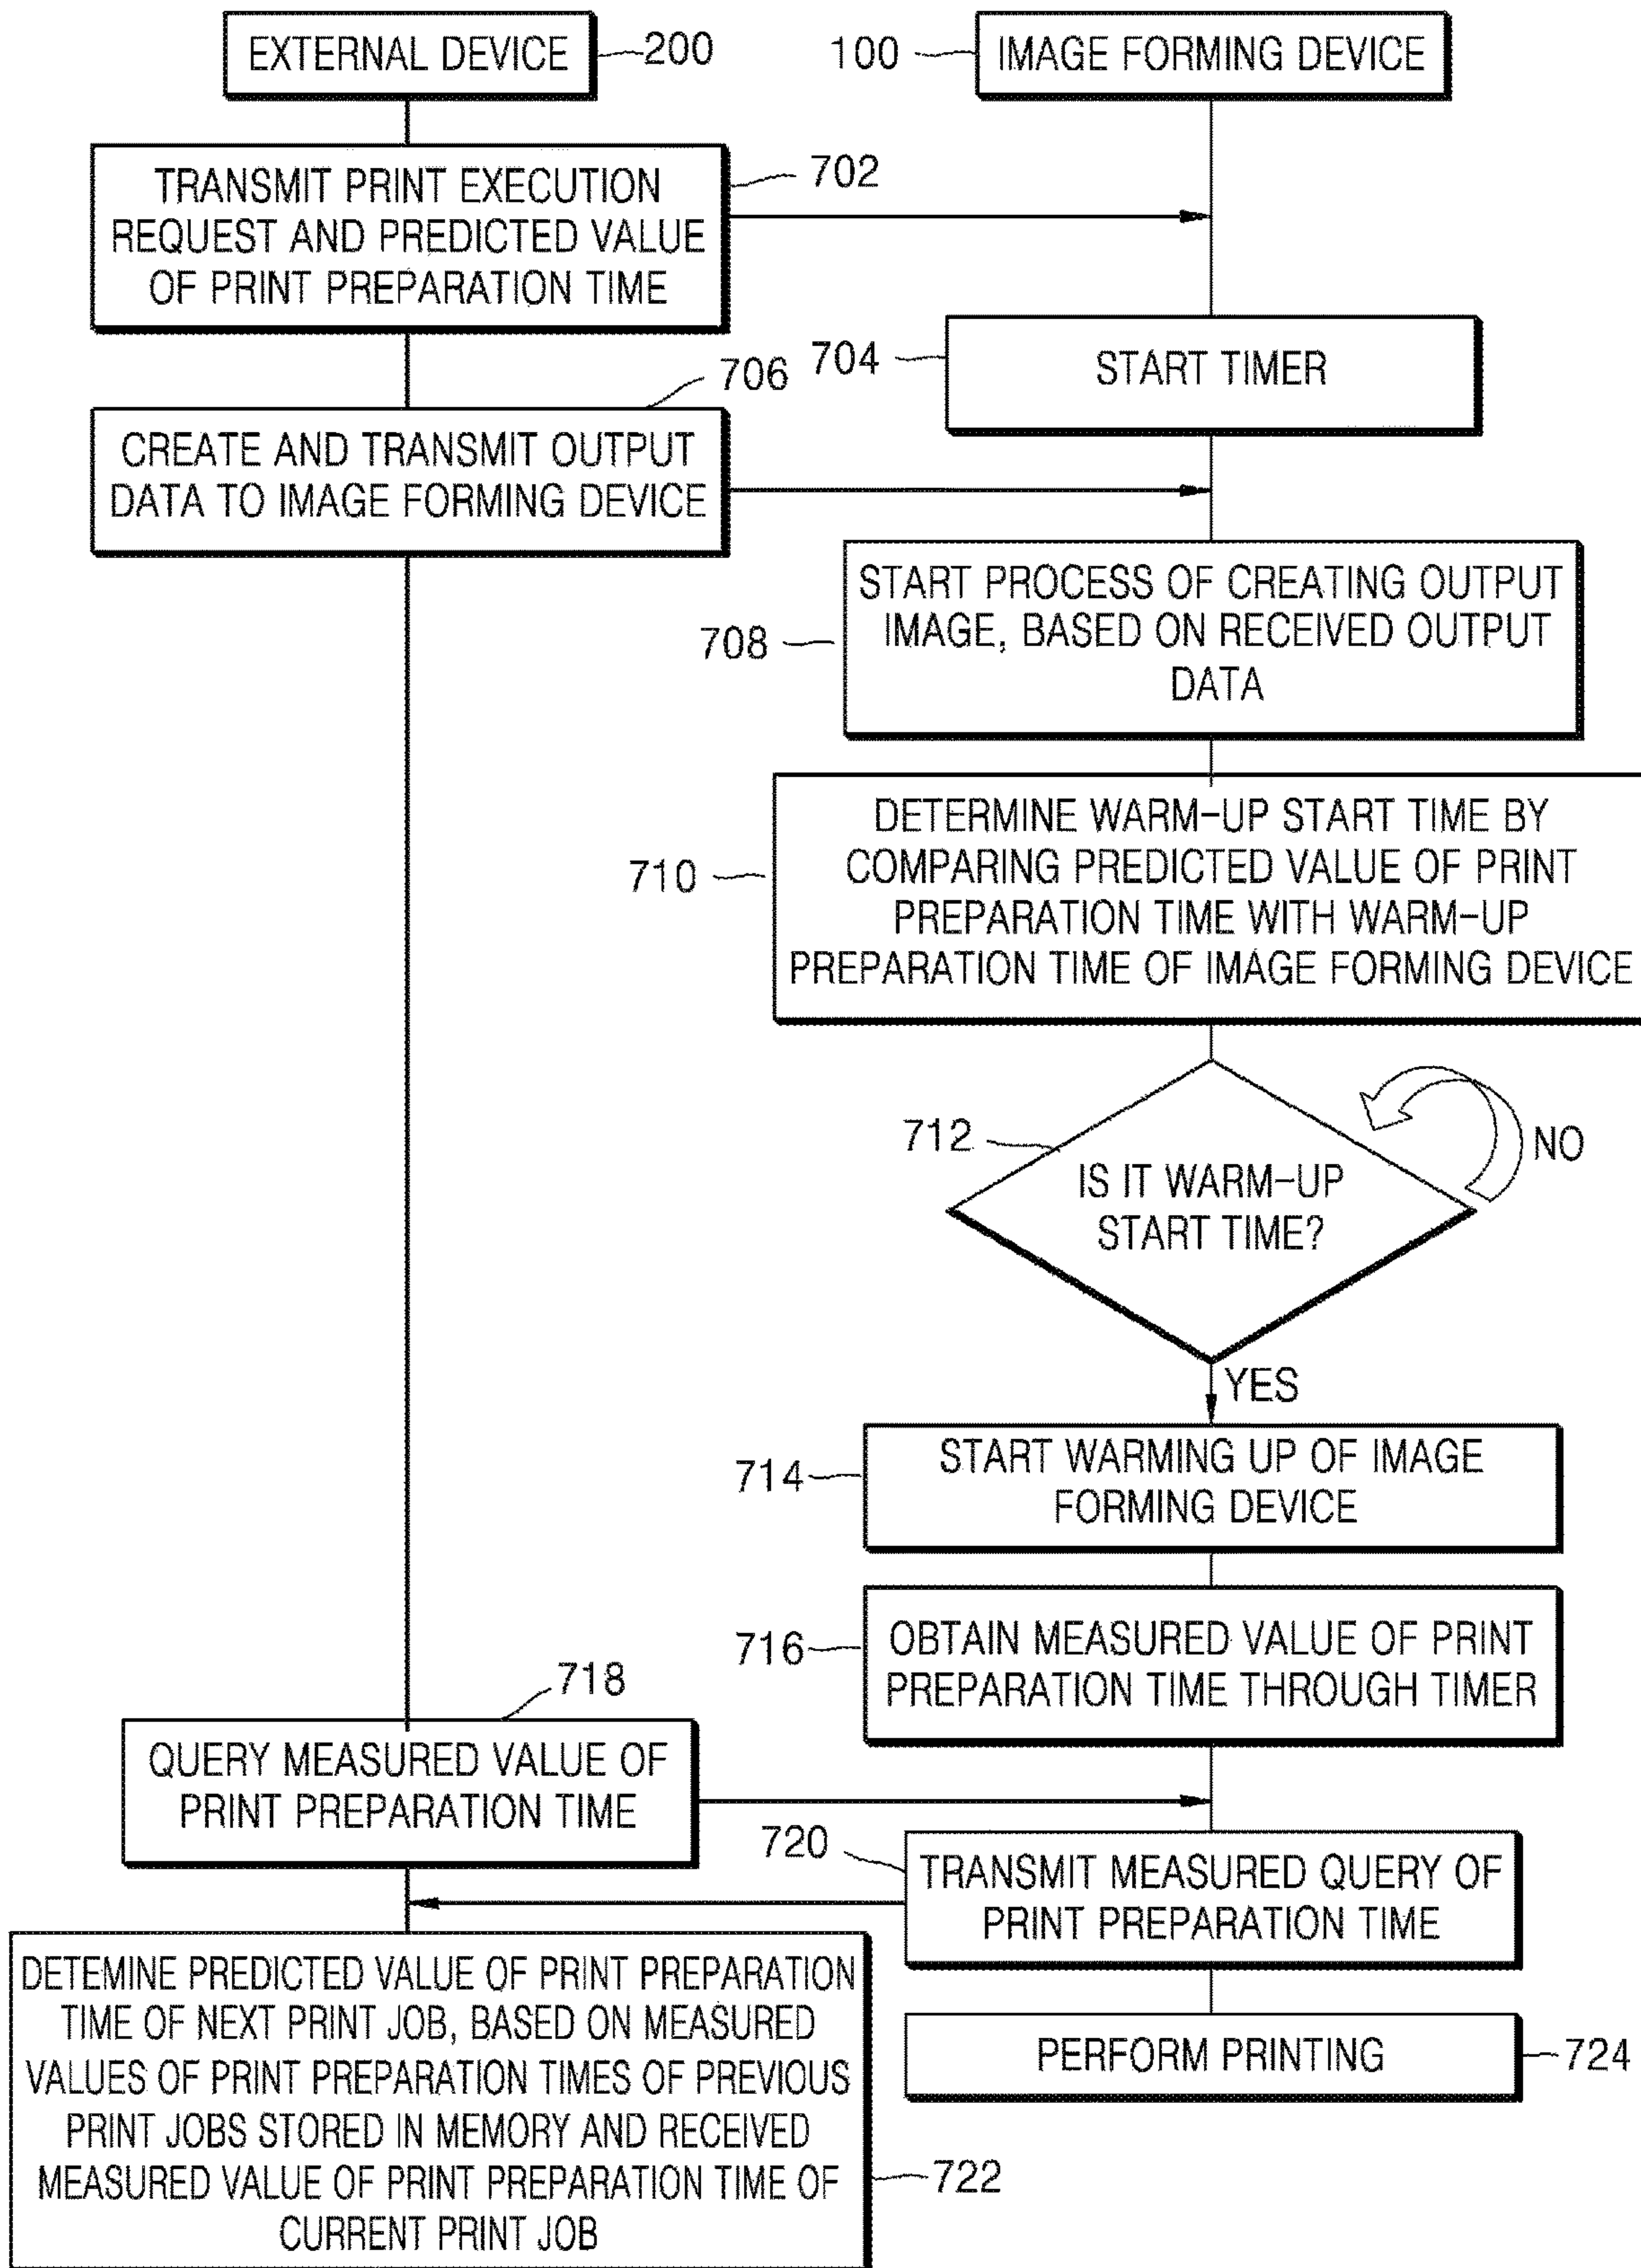 EXTERNAL DEVICE
200
100
IMAGE FORMING DEVICE
TRANSMIT PRINT EXECUTION
REQUEST AND PREDICTED VALUE
OF PRINT PREPARATION TIME
702
704
START TIMER
706
CREATE AND TRANSMIT OUTPUT
DATA TO IMAGE FORMING DEVICE
708
START PROCESS OF CREATING OUTPUT
IMAGE, BASED ON RECEIVED OUTPUT
DATA
710
DETERMINE WARM-UP START TIME BY
COMPARING PREDICTED VALUE OF PRINT
PREPARATION TIME WITH WARM-UP
PREPARATION TIME OF IMAGE FORMING DEVICE
712
IS IT WARM-UP
START TIME?
NO
YES
714
START WARMING UP OF IMAGE
FORMING DEVICE
716
OBTAIN MEASURED VALUE OF PRINT
PREPARATION TIME THROUGH TIMER
718
QUERY MEASURED VALUE OF
PRINT PREPARATION TIME
720
TRANSMIT MEASURED QUERY OF
PRINT PREPARATION TIME
DETEMINE PREDICTED VALUE OF PRINT PREPARATION
TIME OF NEXT PRINT JOB, BASED ON MEASURED
VALUES OF PRINT PREPARATION TIMES OF PREVIOUS
PRINT JOBS STORED IN MEMORY AND RECEIVED
MEASURED VALUE OF PRINT PREPARATION TIME OF
CURRENT PRINT JOB
722
PERFORM PRINTING
724